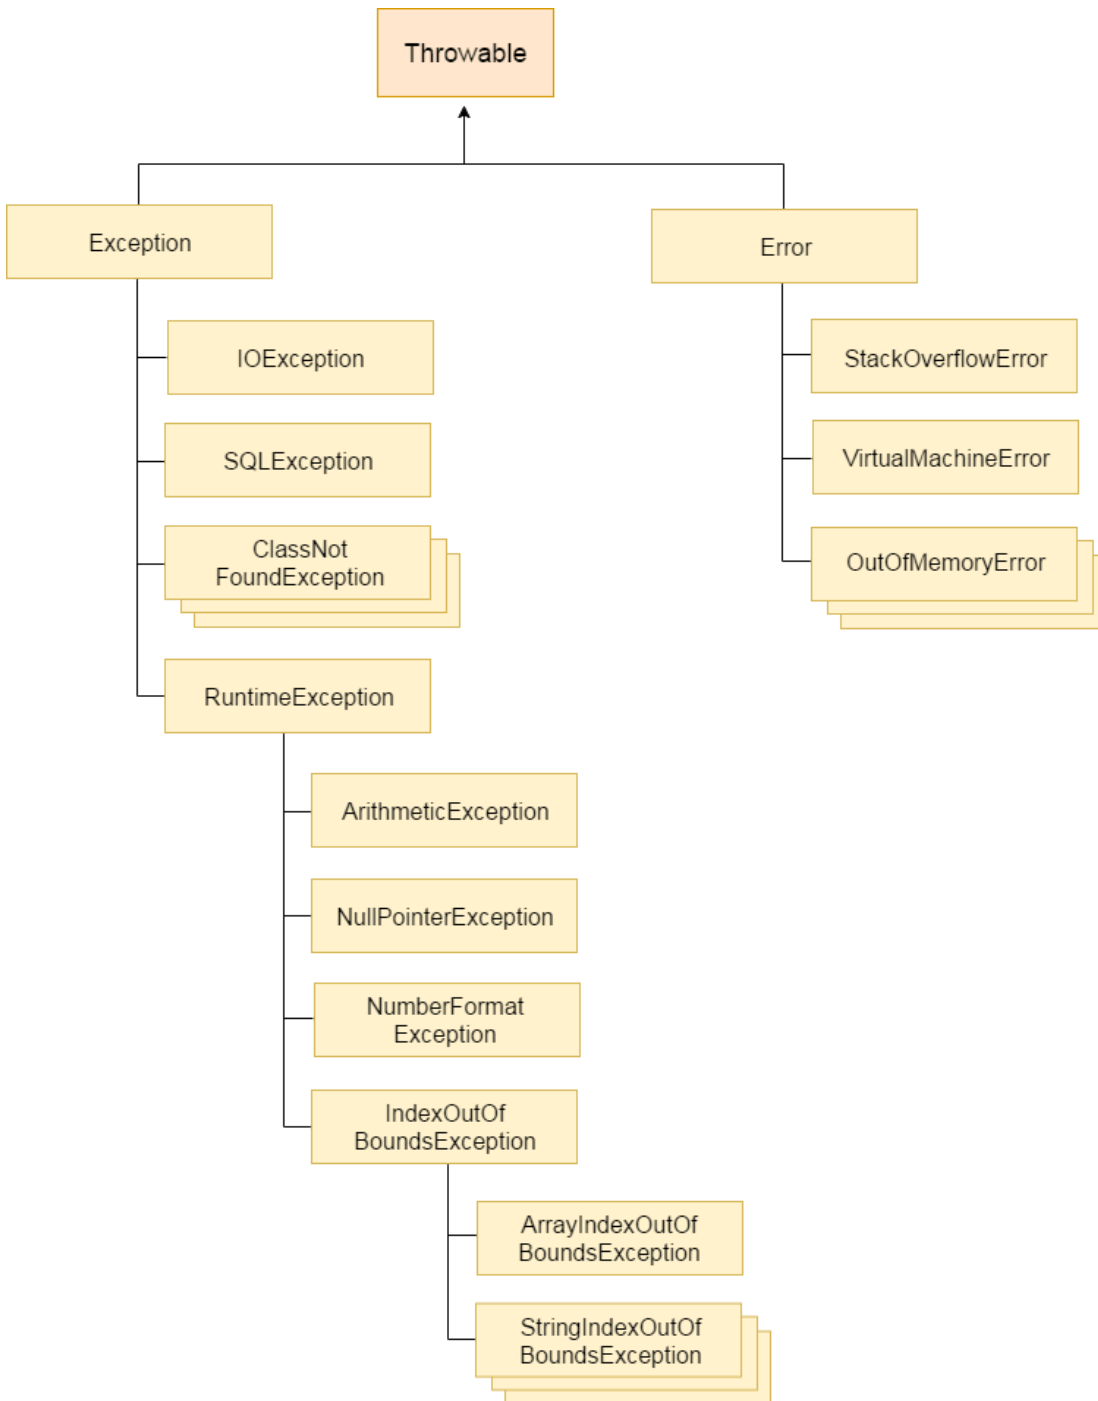 Throwable
Exception
Error
IOException
StackOverflowError
SQLException
VirtualMachineError
ClassNot
FoundException
OutOfMemoryError
RuntimeException
ArithmeticException
NullPointerException
NumberFormat
Exception
IndexOutOf
BoundsException
ArrayIndexOutOf
BoundsException
StringIndexOutOf
BoundsException